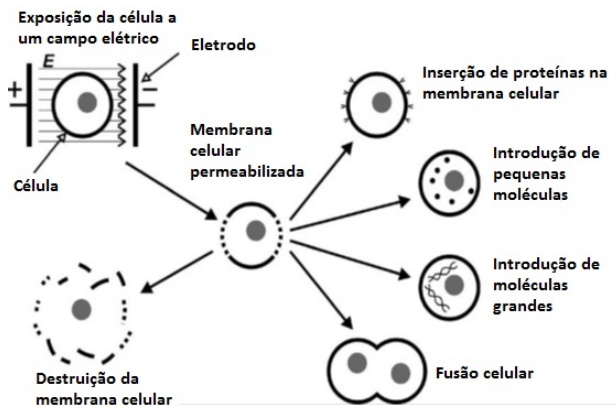 Exposição da célula a
um campo elétrico
Eletrodo
E
+
−
Célula
Membrana
celular
permeabilizada
Inserção de proteínas na
membrana celular
Introdução de
pequenas
moléculas
Introdução de
moléculas
grandes
Fusão celular
Destruição da
membrana celular